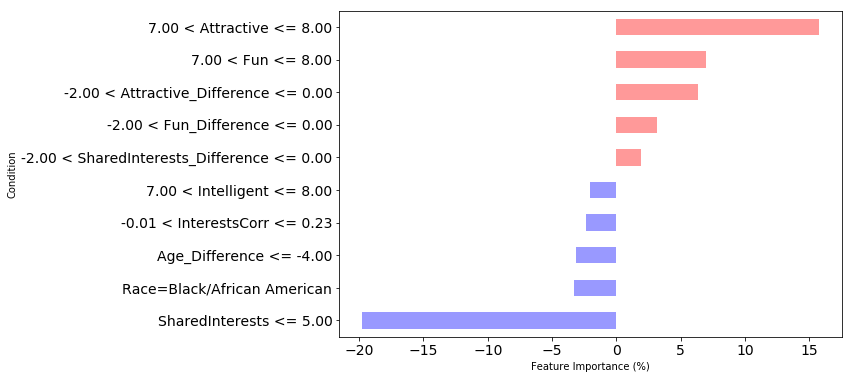 7.00 < Attractive <= 8.00
7.00 < Fun <= 8.00
-2.00 < Attractive_Difference <= 0.00
-2.00 < Fun_Difference <= 0.00
-2.00 < SharedInterests_Difference <= 0.00
7.00 < Intelligent <= 8.00
-0.01 < InterestsCorr <= 0.23
Age_Difference <= -4.00
Race=Black/African American
SharedInterests <= 5.00
Condition
−20 −15 −10 −5 0 5 10 15
Feature Importance (%)